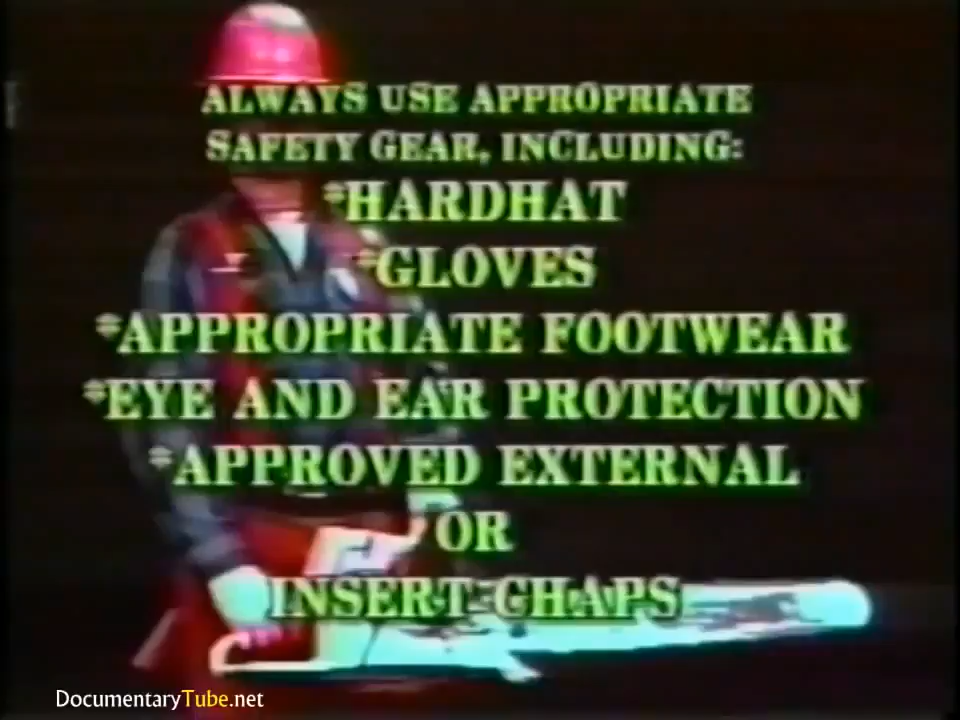 ALWAYS USE APPROPRIATE
SAFETY GEAR, INCLUDING:
*HARDHAT
*GLOVES
*APPROPRIATE FOOTWEAR
*EYE AND EAR PROTECTION
*APPROVED EXTERNAL
OR
INSERT CHAPS
DocumentaryTube.net